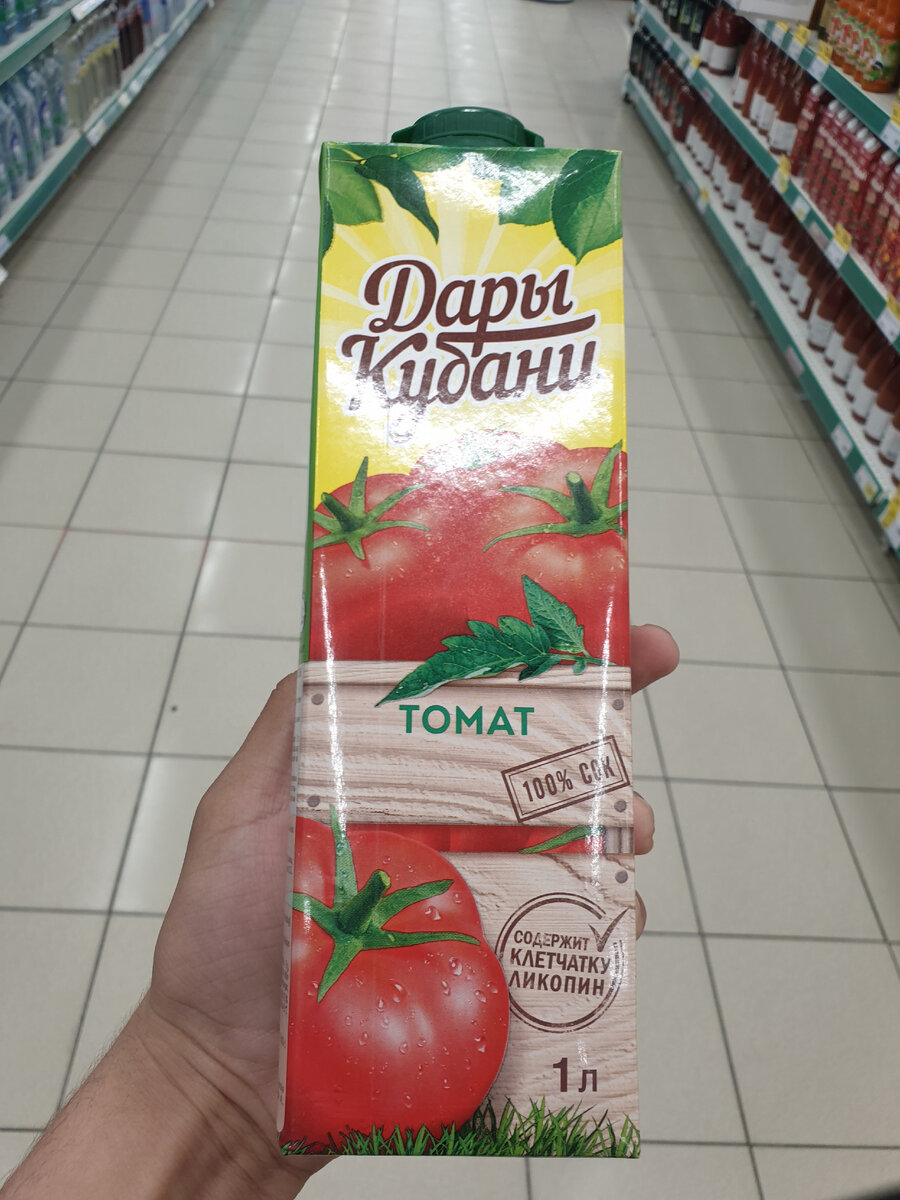 Дары
Кубани
ТОМАТ
100% СОК
СОДЕРЖИТ
КЛЕТЧАТКУ
ЛИКОПИН
1 л